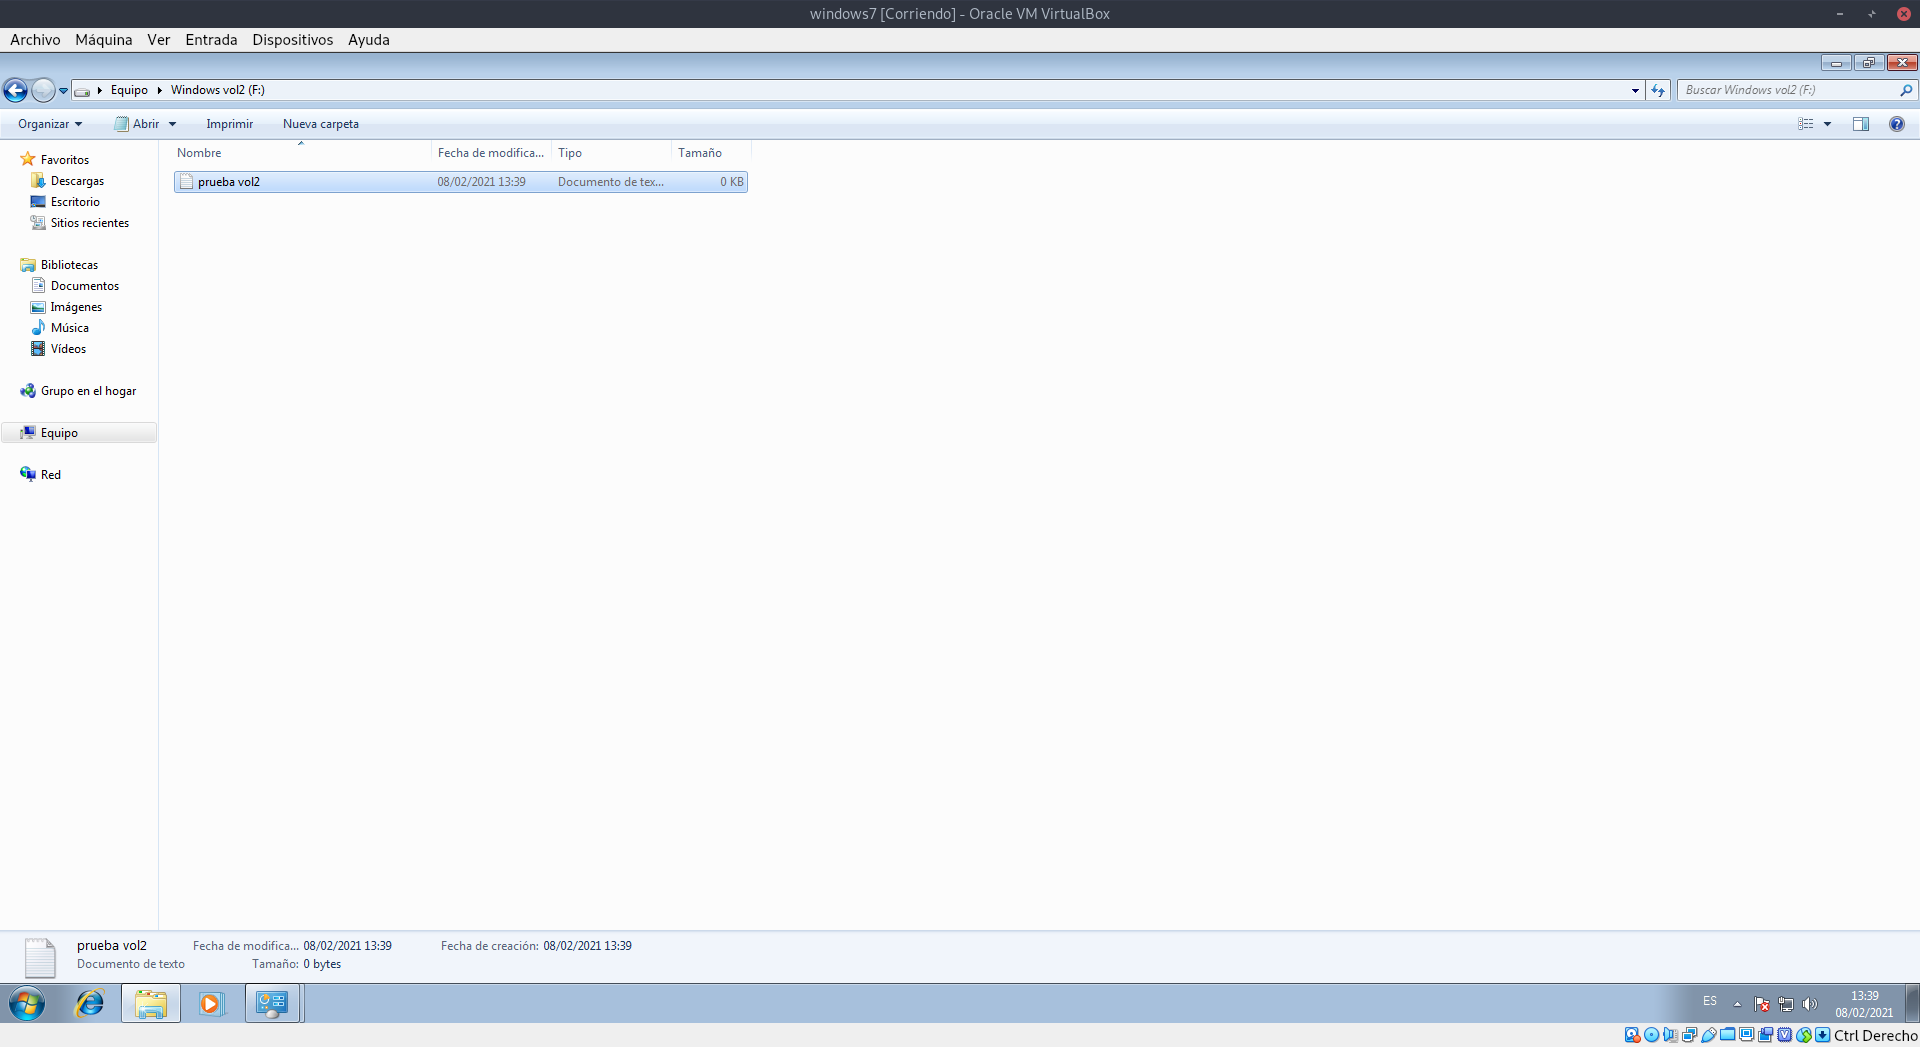 windows7 [Corriendo] - Oracle VM VirtualBox
Archivo Máquina Ver Entrada Dispositivos Ayuda
Equipo Windows vol2 (F:) Buscar Windows vol2 (F:)
Organizar Abrir Imprimir Nueva carpeta
Nombre Fecha de modifica... Tipo Tamaño
prueba vol2 08/02/2021 13:39 Documento de tex... 0 KB
Favoritos
Descargas
Escritorio
Sitios recientes
Bibliotecas
Documentos
Imágenes
Música
Vídeos
Grupo en el hogar
Equipo
Red
prueba vol2 Fecha de modifica... 08/02/2021 13:39 Fecha de creación: 08/02/2021 13:39
Documento de texto Tamaño: 0 bytes
ES 13:39
08/02/2021
Ctrl Derecho